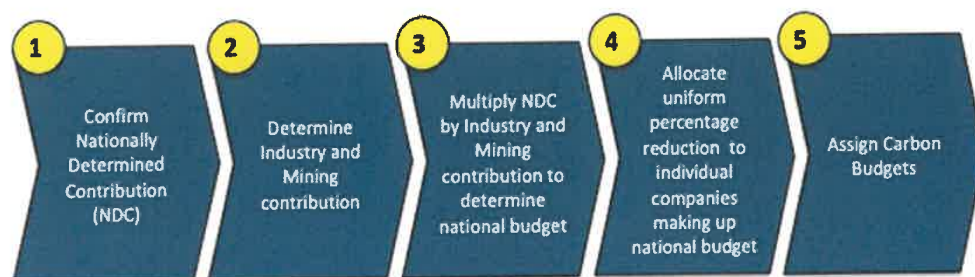 1
Confirm
Nationally
Determined
Contribution
(NDC)
2
Determine
Industry and
Mining
contribution
3
Multiply NDC
by Industry and
Mining
contribution to
determine
national budget
4
Allocate
uniform
percentage
reduction to
individual
companies
making up
national budget
5
Assign Carbon
Budgets